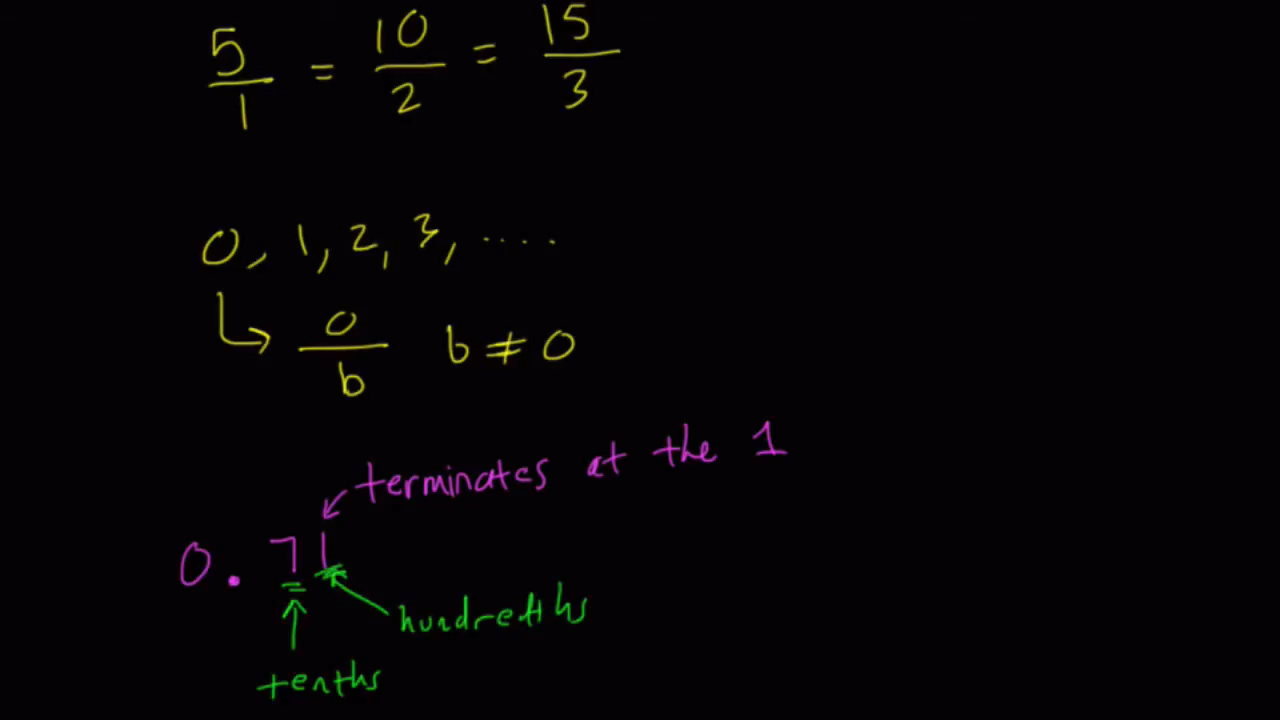 5/1 = 10/2 = 15/3
0, 1, 2, 3, ....
0/b b ≠ 0
terminates at the 1
0.71
hundredths
tenths